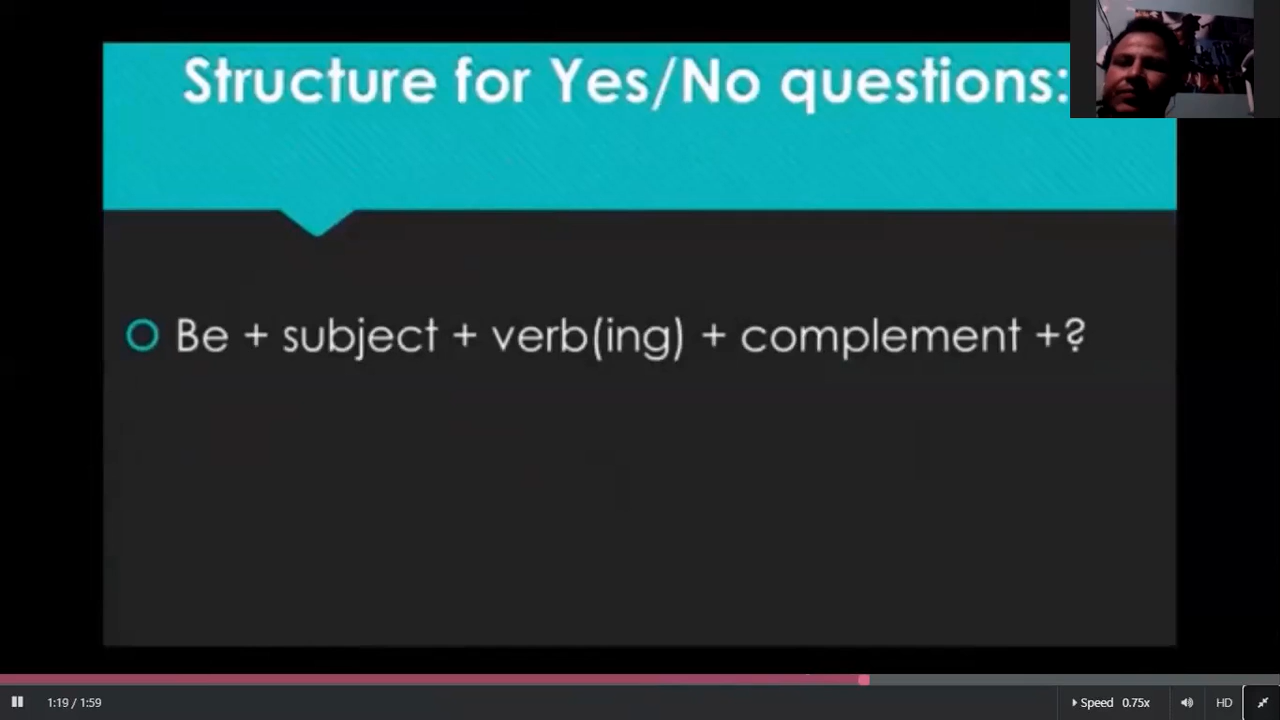 Structure for Yes/No questions:
Be + subject + verb(ing) + complement +?
1:19 / 1:59
Speed 0.75x
HD